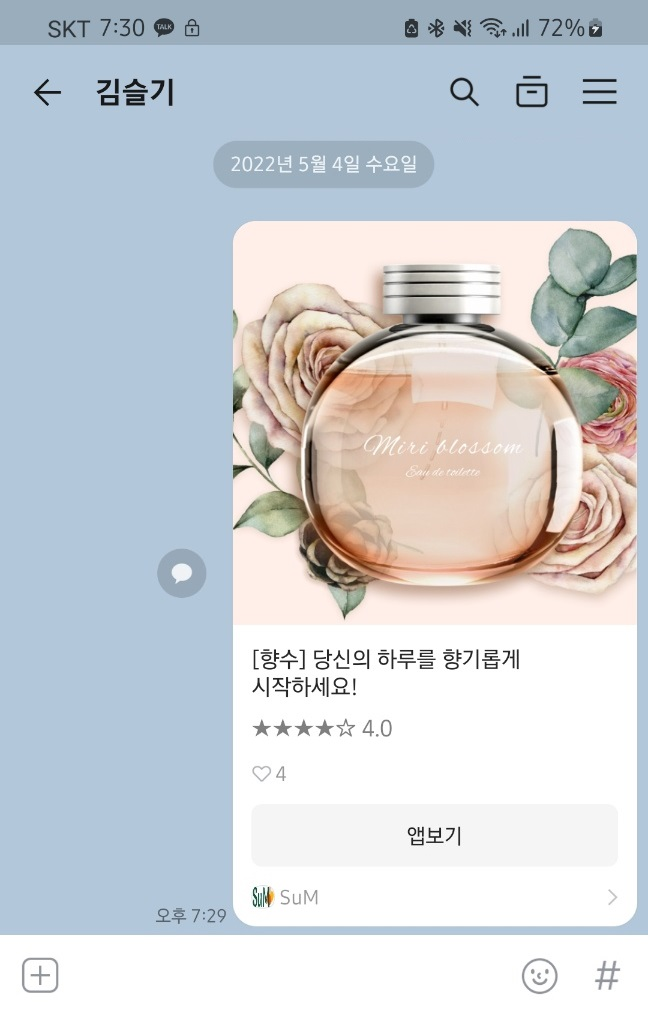 SKT 7:30 TALK 72%
김슬기
2022년 5월 4일 수요일
Miri blossom
Eau de toilette
[향수] 당신의 하루를 향기롭게
시작하세요!
★★★★☆ 4.0
♡ 4
앱보기
SuM SuM
오후 7:29
#